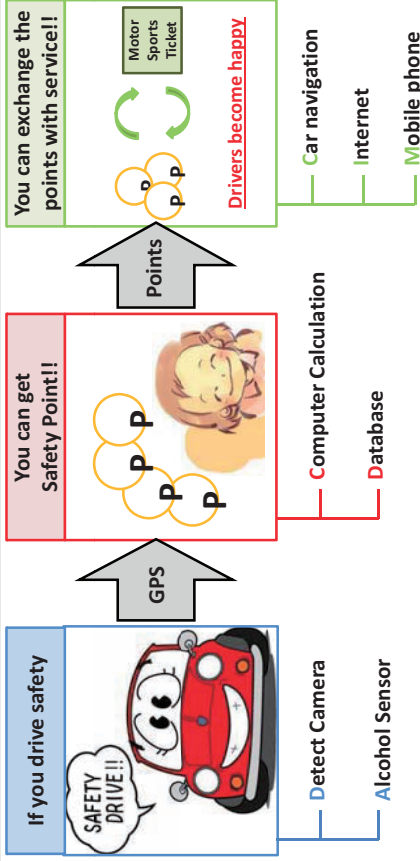 If you drive safety
SAFETY
DRIVE!!
Detect Camera
Alcohol Sensor
GPS
You can get
Safety Point!!
P
P
P
P
Computer Calculation
Database
Points
You can exchange the
points with service!!
P
P
P
Motor
Sports
Ticket
Drivers become happy
Car navigation
Internet
Mobile phone